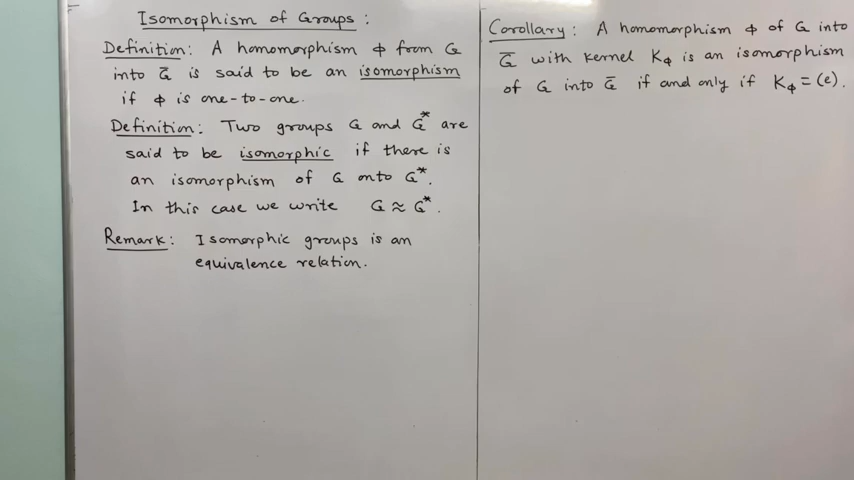 Isomorphism of Groups :
Definition: A homomorphism ϕ from G
into G̅ is said to be an isomorphism
if ϕ is one-to-one.
Definition: Two groups G and G* are
said to be isomorphic if there is
an isomorphism of G onto G*.
In this case we write G ≈ G*.
Remark: Isomorphic groups is an
equivalence relation.
Corollary: A homomorphism ϕ of G into
G̅ with kernel Kϕ is an isomorphism
of G into G̅ if and only if Kϕ = (e).